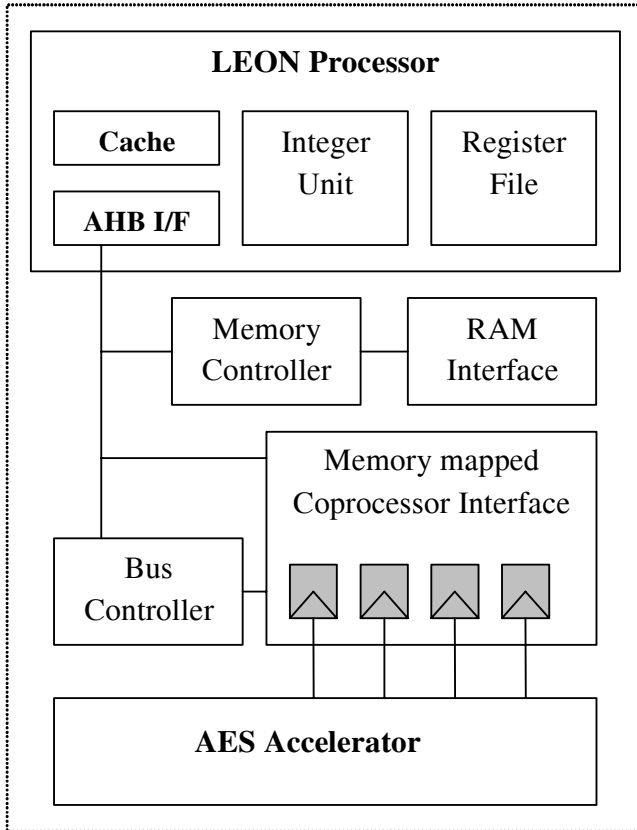 LEON Processor
Cache
Integer
Unit
Register
File
AHB I/F
Memory
Controller
RAM
Interface
Memory mapped
Coprocessor Interface
Bus
Controller
AES Accelerator